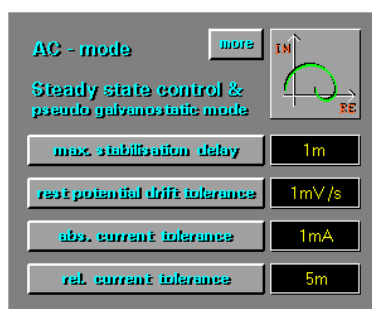 AC - mode
more
IN
RE
Steady state control &
pseudo galvanostatic mode
max. stabilisation delay
1m
rest potential drift tolerance
1mV/s
abs. current tolerance
1mA
rel. current tolerance
5m